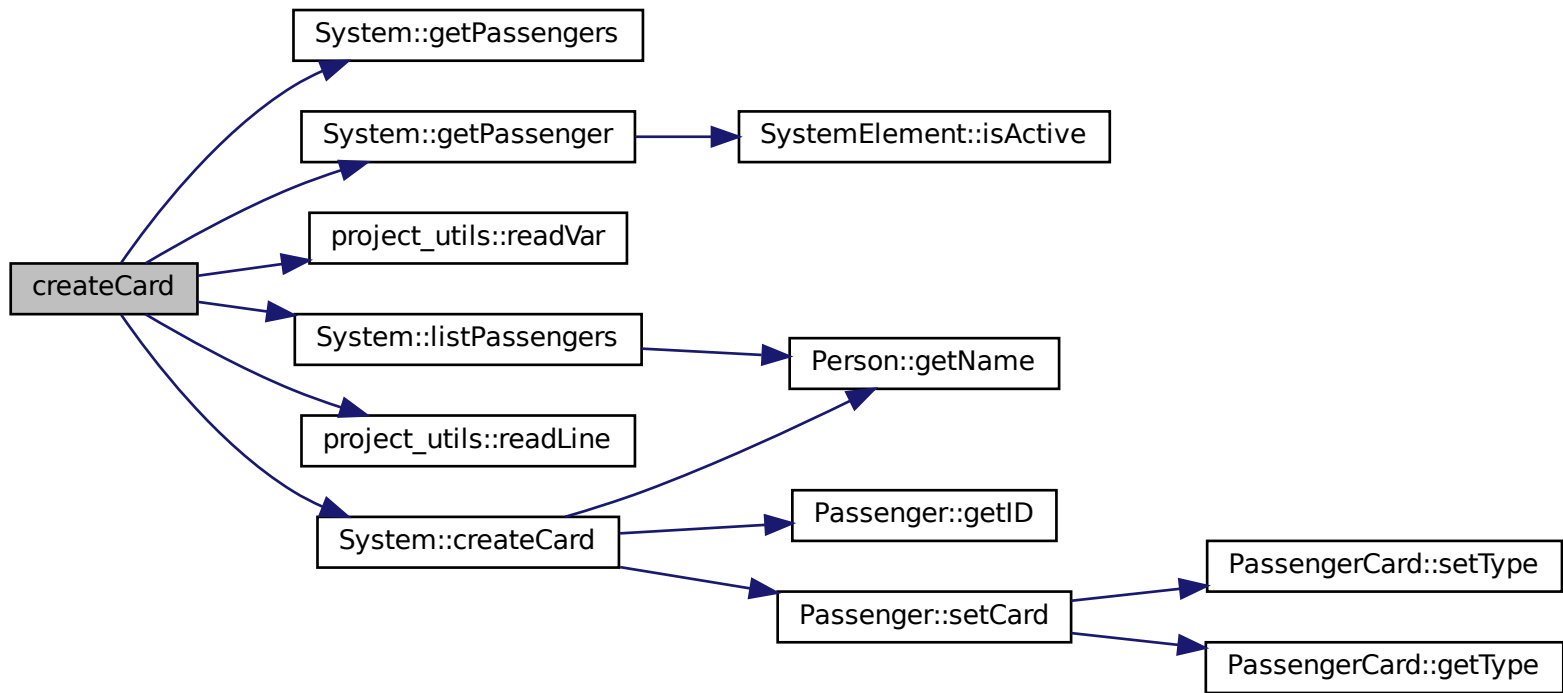 System::getPassengers
System::getPassenger
SystemElement::isActive
project_utils::readVar
createCard
System::listPassengers
Person::getName
project_utils::readLine
Passenger::getID
System::createCard
PassengerCard::setType
Passenger::setCard
PassengerCard::getType